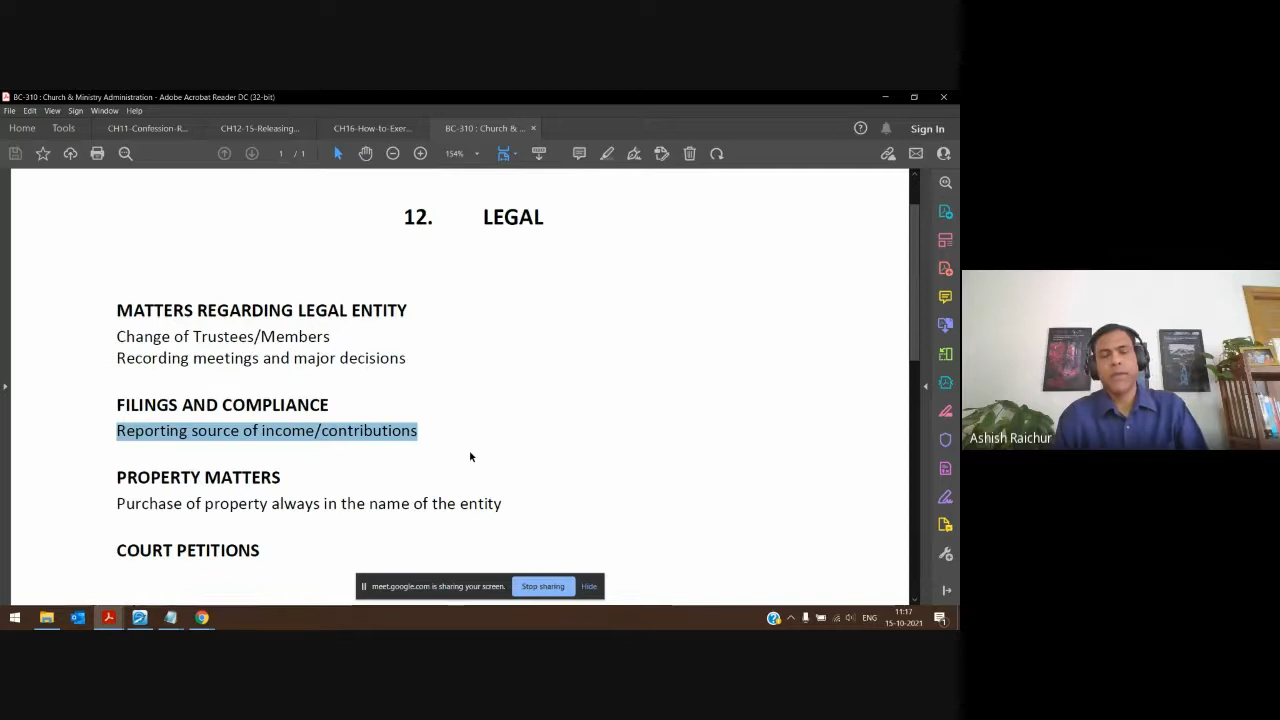 BC-310 : Church & Ministry Administration - Adobe Acrobat Reader DC (32-bit)
File Edit View Sign Window Help
Home Tools CH11-Confession-R... CH12-15-Releasing... CH16-How-to-Exer... BC-310 : Church & ... × Sign In
1 / 1 154%
12. LEGAL
MATTERS REGARDING LEGAL ENTITY
Change of Trustees/Members
Recording meetings and major decisions
FILINGS AND COMPLIANCE
Reporting source of income/contributions
PROPERTY MATTERS
Purchase of property always in the name of the entity
COURT PETITIONS
meet.google.com is sharing your screen. Stop sharing Hide
Ashish Raichur
ENG
11:17
15-10-2021